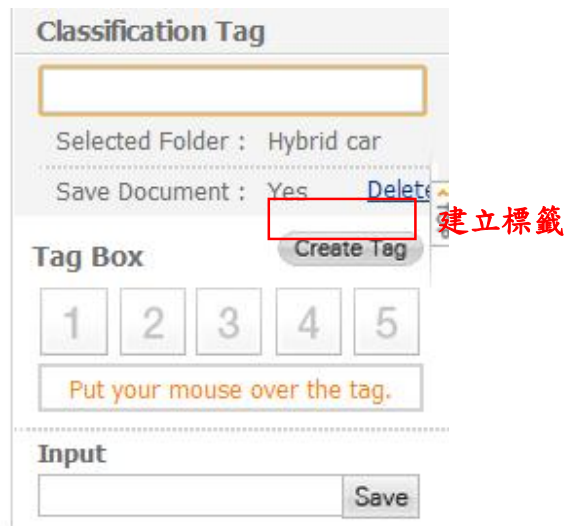 Classification Tag
Selected Folder : Hybrid car
Save Document : Yes Delete
建立標籤
Tag Box Create Tag
1 2 3 4 5
Put your mouse over the tag.
Input
Save